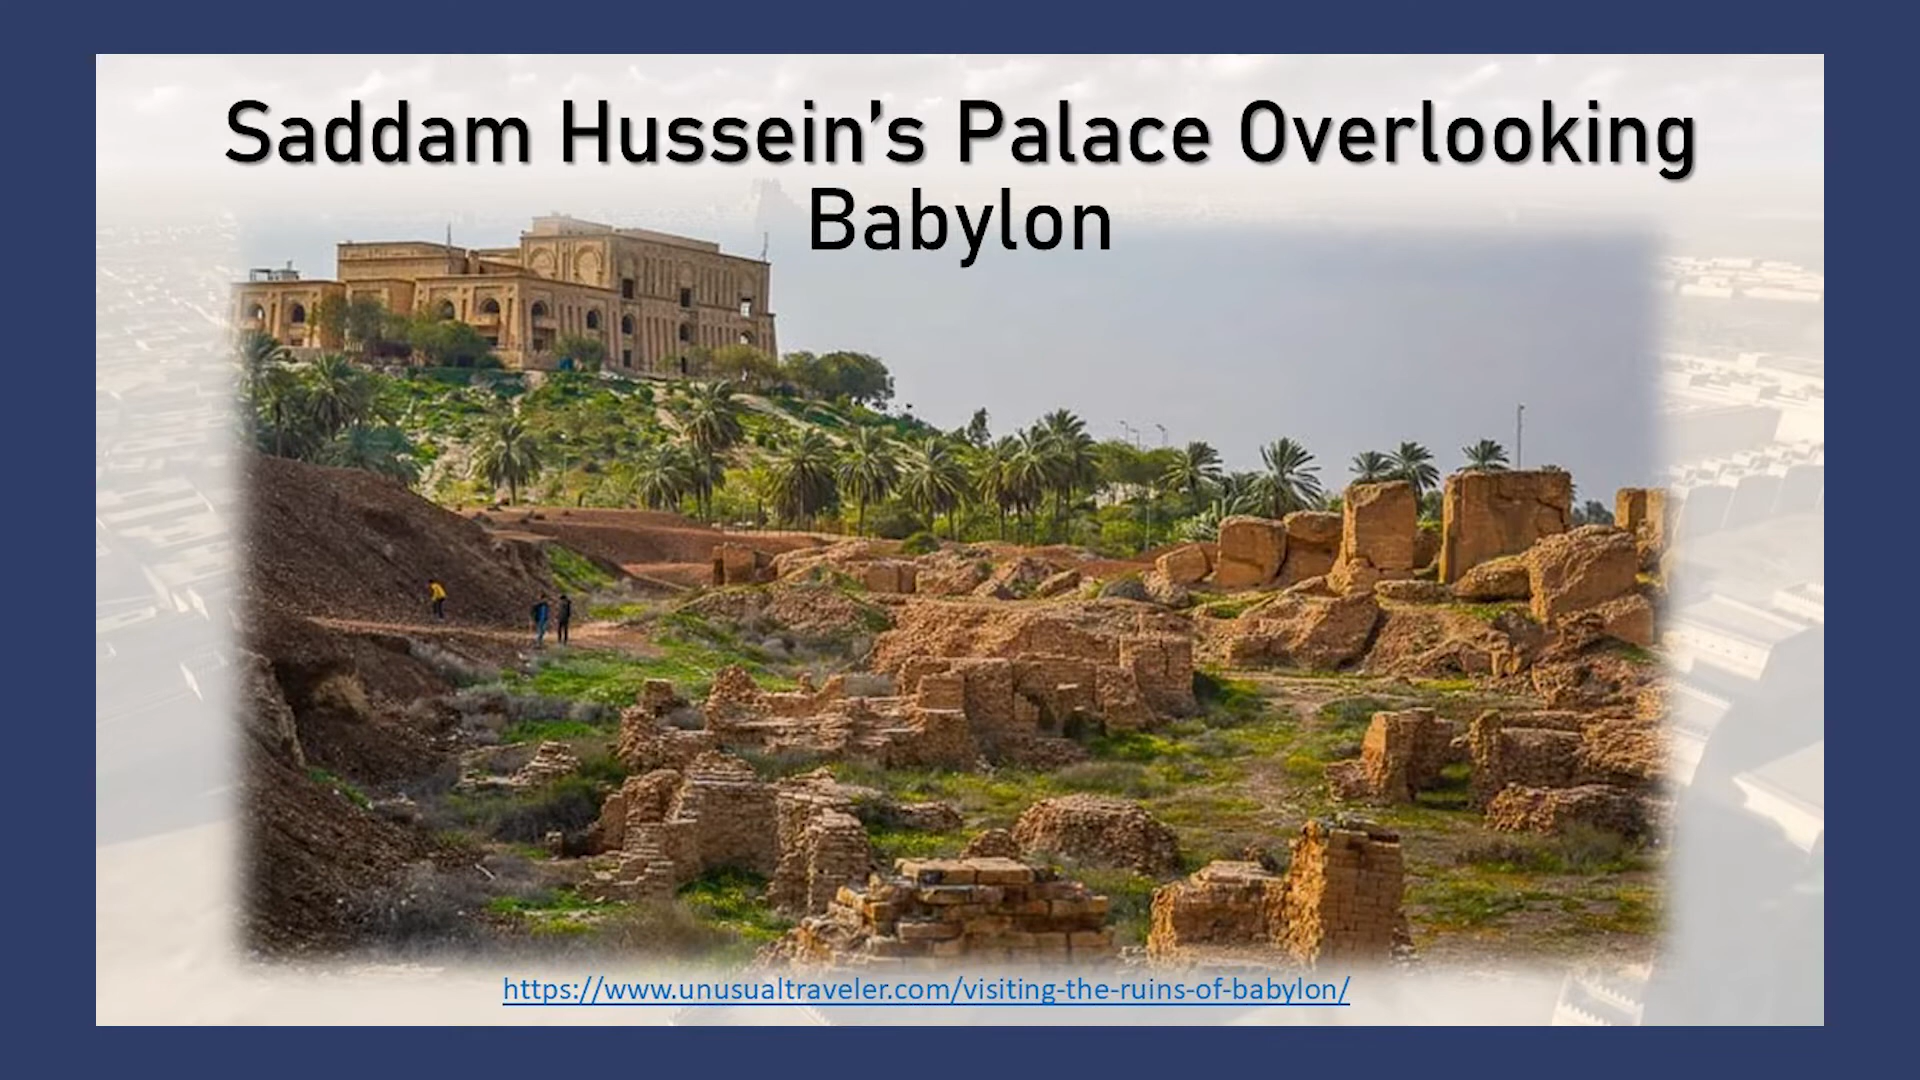 Saddam Hussein’s Palace Overlooking
Babylon
https://www.unusualtraveler.com/visiting-the-ruins-of-babylon/